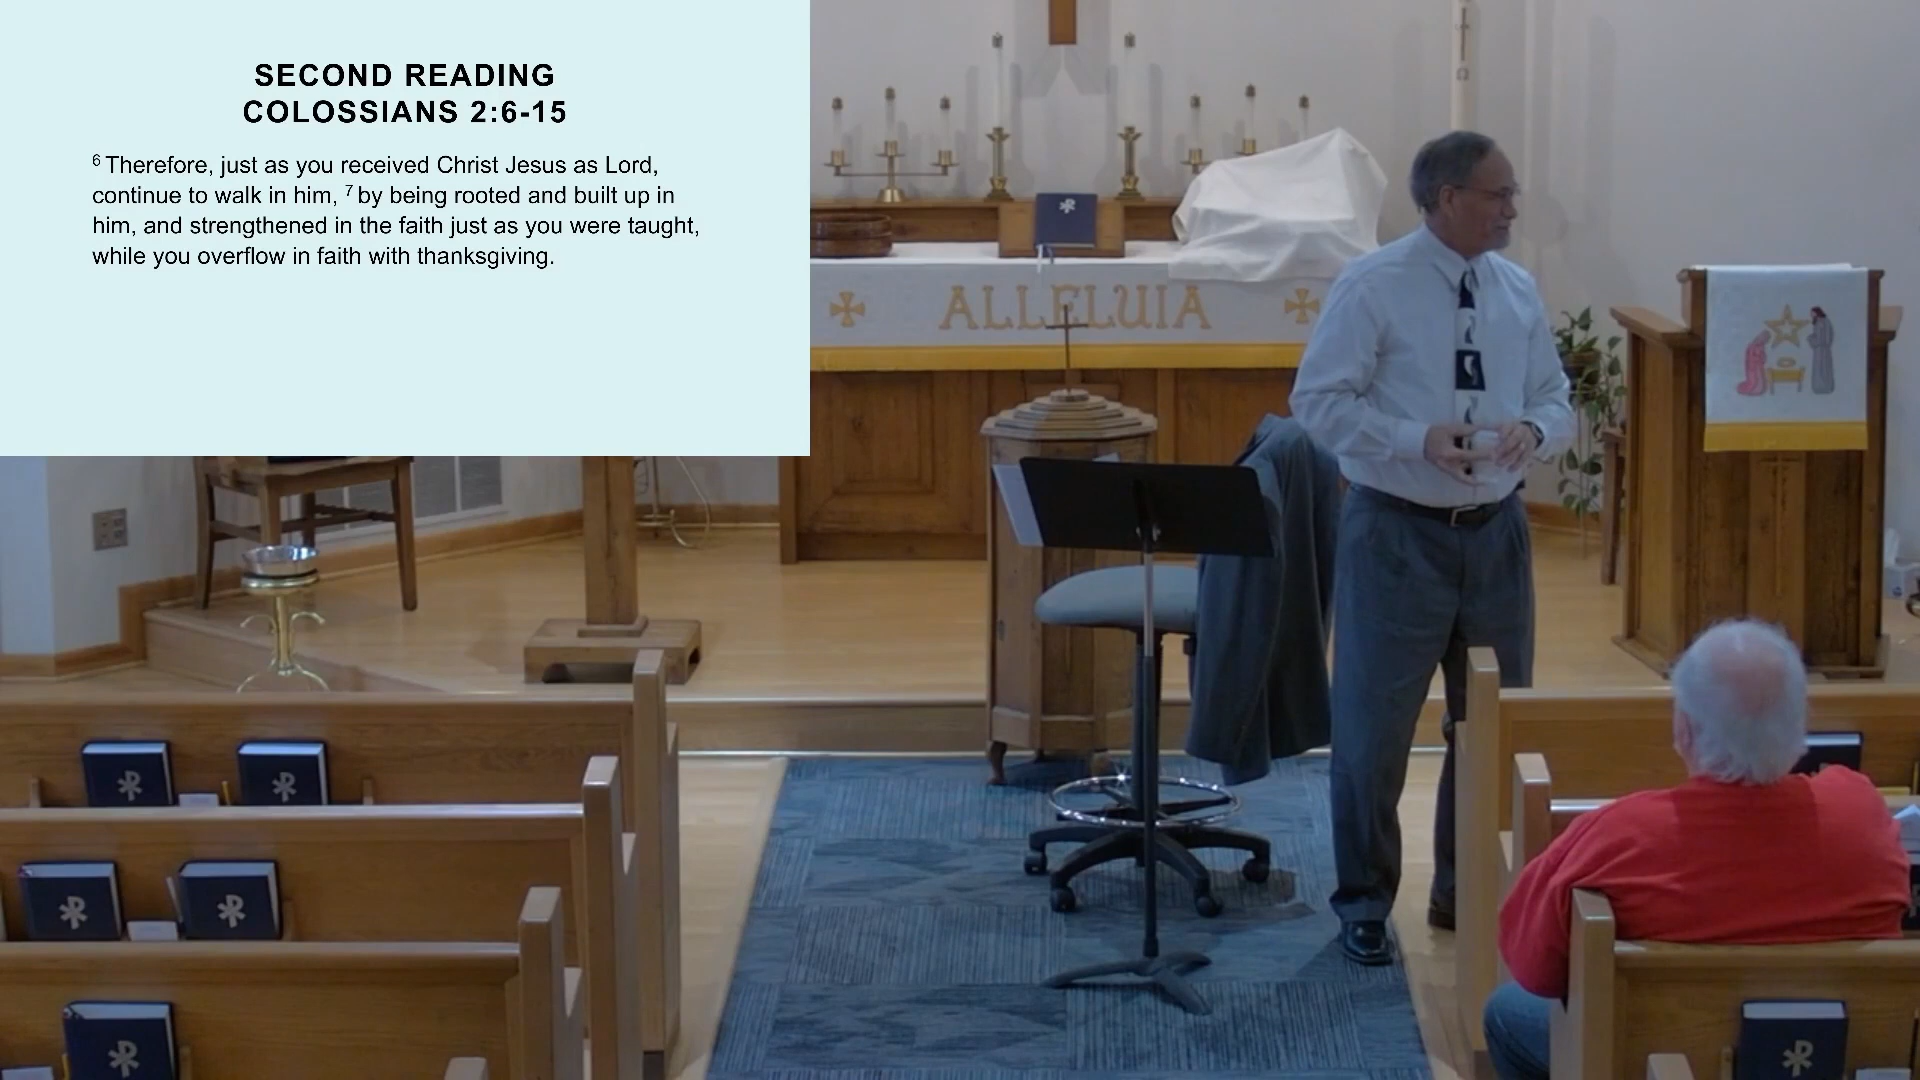 SECOND READING
COLOSSIANS 2:6-15
⁶ Therefore, just as you received Christ Jesus as Lord,
continue to walk in him, ⁷ by being rooted and built up in
him, and strengthened in the faith just as you were taught,
while you overflow in faith with thanksgiving.
ALLELUIA